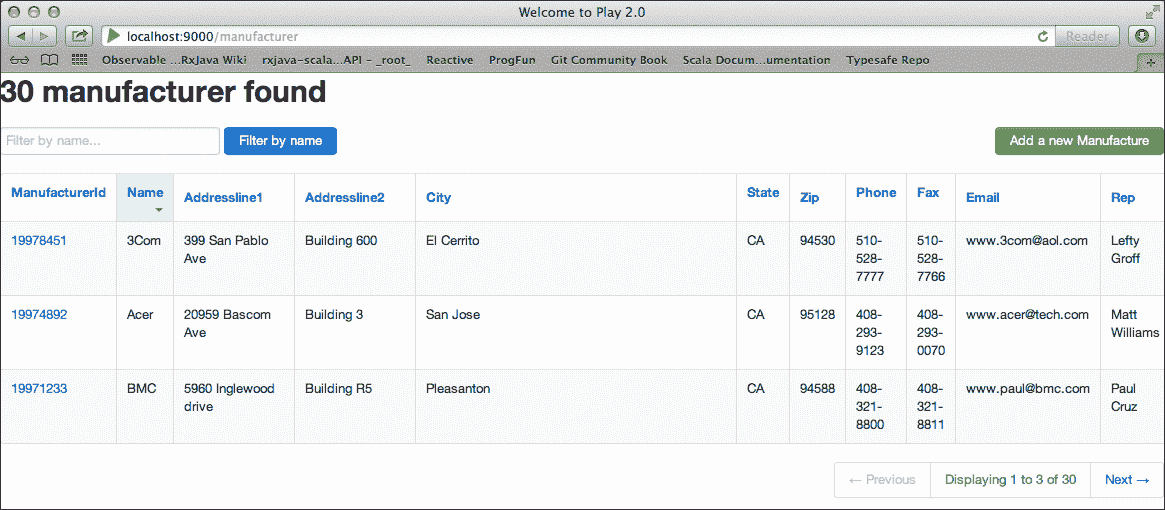 Welcome to Play 2.0
localhost:9000/manufacturer
Reader
Observable ...RxJava Wiki rxjava-scala...API - _root_ Reactive ProgFun Git Community Book Scala Docum...umentation Typesafe Repo
30 manufacturer found
Filter by name... Filter by name Add a new Manufacture
ManufacturerId Name Addressline1 Addressline2 City State Zip Phone Fax Email Rep
19978451 3Com 399 San Pablo Building 600 El Cerrito CA 94530 510- 510- www.3com@aol.com Lefty
Ave 528- 528- Groff
7777 7766
19974892 Acer 20959 Bascom Building 3 San Jose CA 95128 408- 408- www.acer@tech.com Matt
Ave 293- 293- Williams
9123 0070
19971233 BMC 5960 Inglewood Building R5 Pleasanton CA 94588 408- 408- www.paul@bmc.com Paul
drive 321- 321- Cruz
8800 8811
← Previous Displaying 1 to 3 of 30 Next →